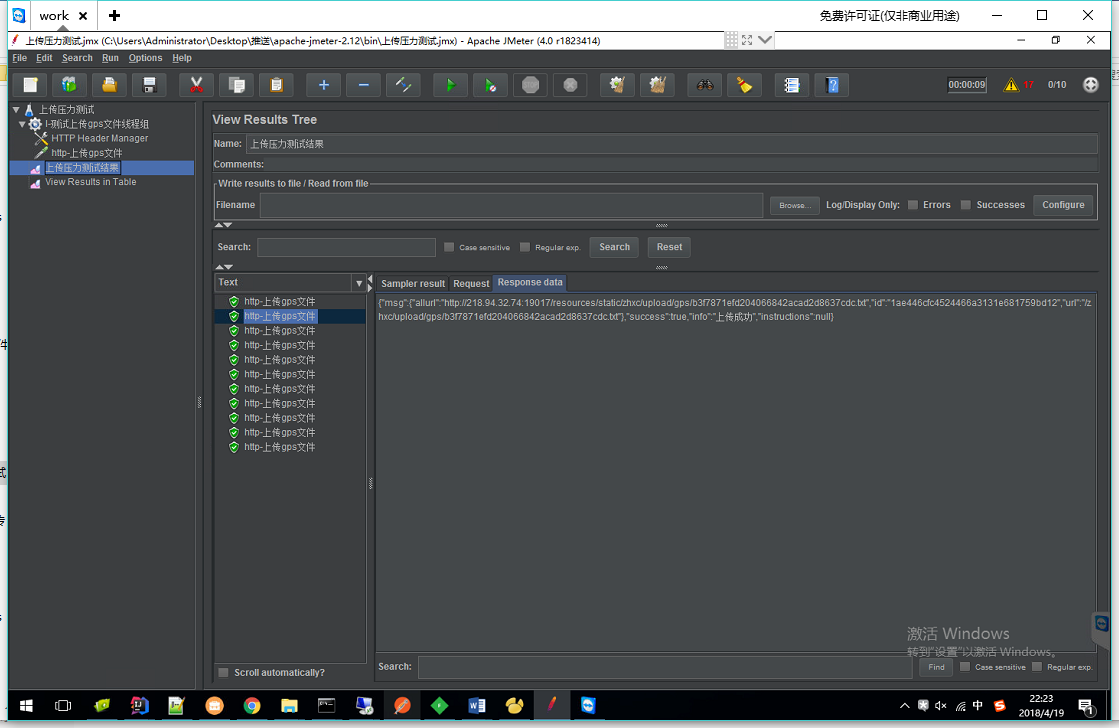 work
免费许可证(仅非商业用途)
上传压力测试.jmx (C:\Users\Administrator\Desktop\推送\apache-jmeter-2.12\bin\上传压力测试.jmx) - Apache JMeter (4.0 r1823414)
File Edit Search Run Options Help
00:00:09 17 0/10
上传压力测试
I-测试上传gps文件线程组
HTTP Header Manager
http-上传gps文件
上传压力测试结果
View Results in Table
View Results Tree
Name: 上传压力测试结果
Comments:
Write results to file / Read from file
Filename Browse... Log/Display Only: Errors Successes Configure
Search: Case sensitive Regular exp. Search Reset
Text
http-上传gps文件
http-上传gps文件
http-上传gps文件
http-上传gps文件
http-上传gps文件
http-上传gps文件
http-上传gps文件
http-上传gps文件
http-上传gps文件
http-上传gps文件
http-上传gps文件
Scroll automatically?
Sampler result Request Response data
{"msg":{"allurl":"http://218.94.32.74:19017/resources/static/zhxc/upload/gps/b3f7871efd204066842acad2d8637cdc.txt","id":"1ae446cfc4524466a3131e681759bd12","url":"/z
hxc/upload/gps/b3f7871efd204066842acad2d8637cdc.txt"},"success":true,"info":"上传成功","instructions":null}
激活 Windows
转到"设置"以激活 Windows。
Search: Find Case sensitive Regular exp.
中
22:23
2018/4/19
1